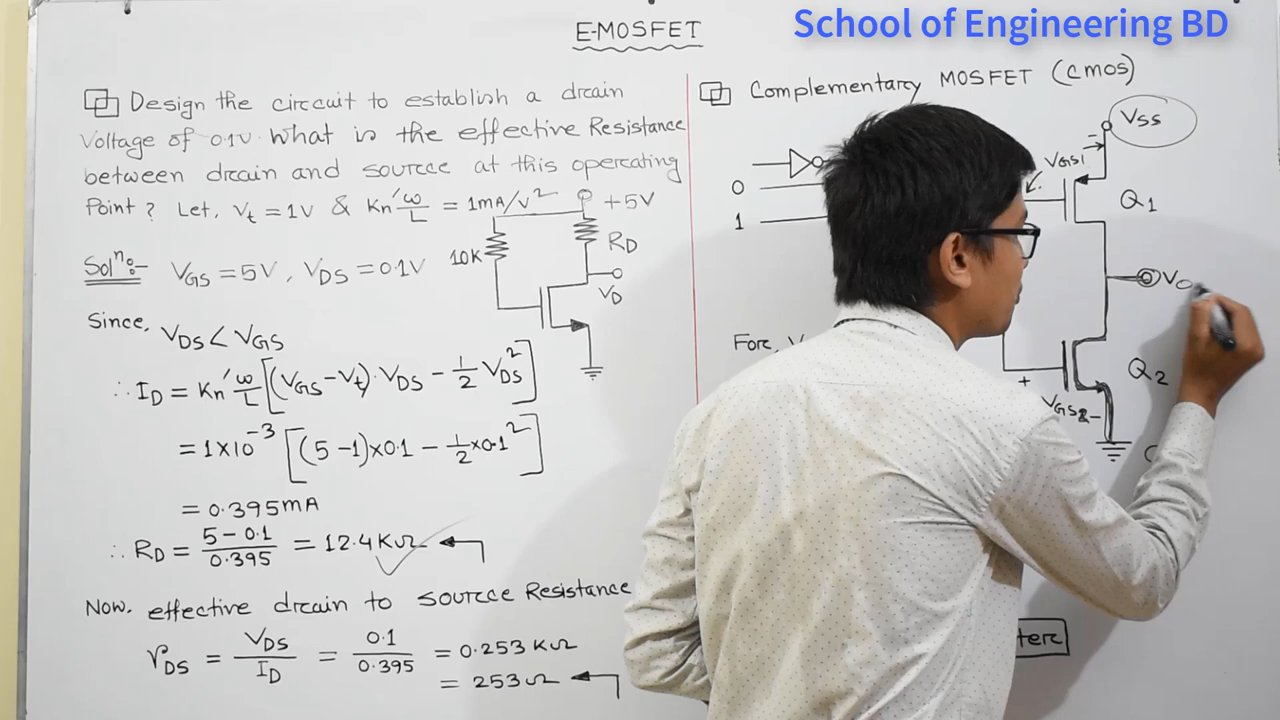 School of Engineering BD
E-MOSFET
Design the circuit to establish a drain
Voltage of 0.1V. What is the effective Resistance
between drain and source at this operating
Point? Let, Vt = 1V & Kn' W/L = 1mA/V²
+5V
10K
RD
VD
Solⁿ:- VGS = 5V, VDS = 0.1V
Since, VDS < VGS
∴ ID = Kn' W/L [(VGS - Vt)·VDS - 1/2 VDS²]
= 1×10⁻³ [(5-1)×0.1 - 1/2×0.1²]
= 0.395mA
∴ RD = 5-0.1/0.395 = 12.4KΩ
Now. effective drain to source Resistance
rDS = VDS/ID = 0.1/0.395 = 0.253 KΩ
= 253Ω
Complementary MOSFET (CMOS)
VSS
VGS1
0
1
Q1
For,
Q2
+
VGS2-